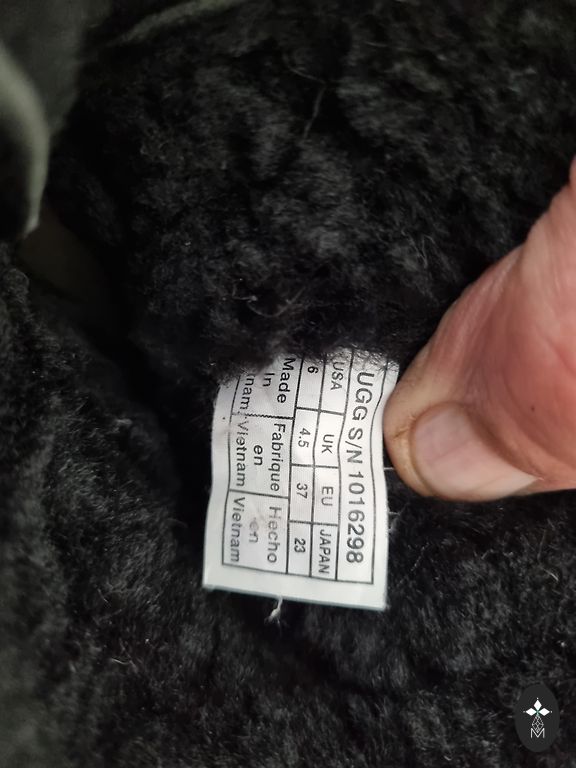 UGG S/N 1016298
USA UK EU JAPAN
6 4.5 37 23
Made Fabrique Hecho
In en en
nam Vietnam Vietnam